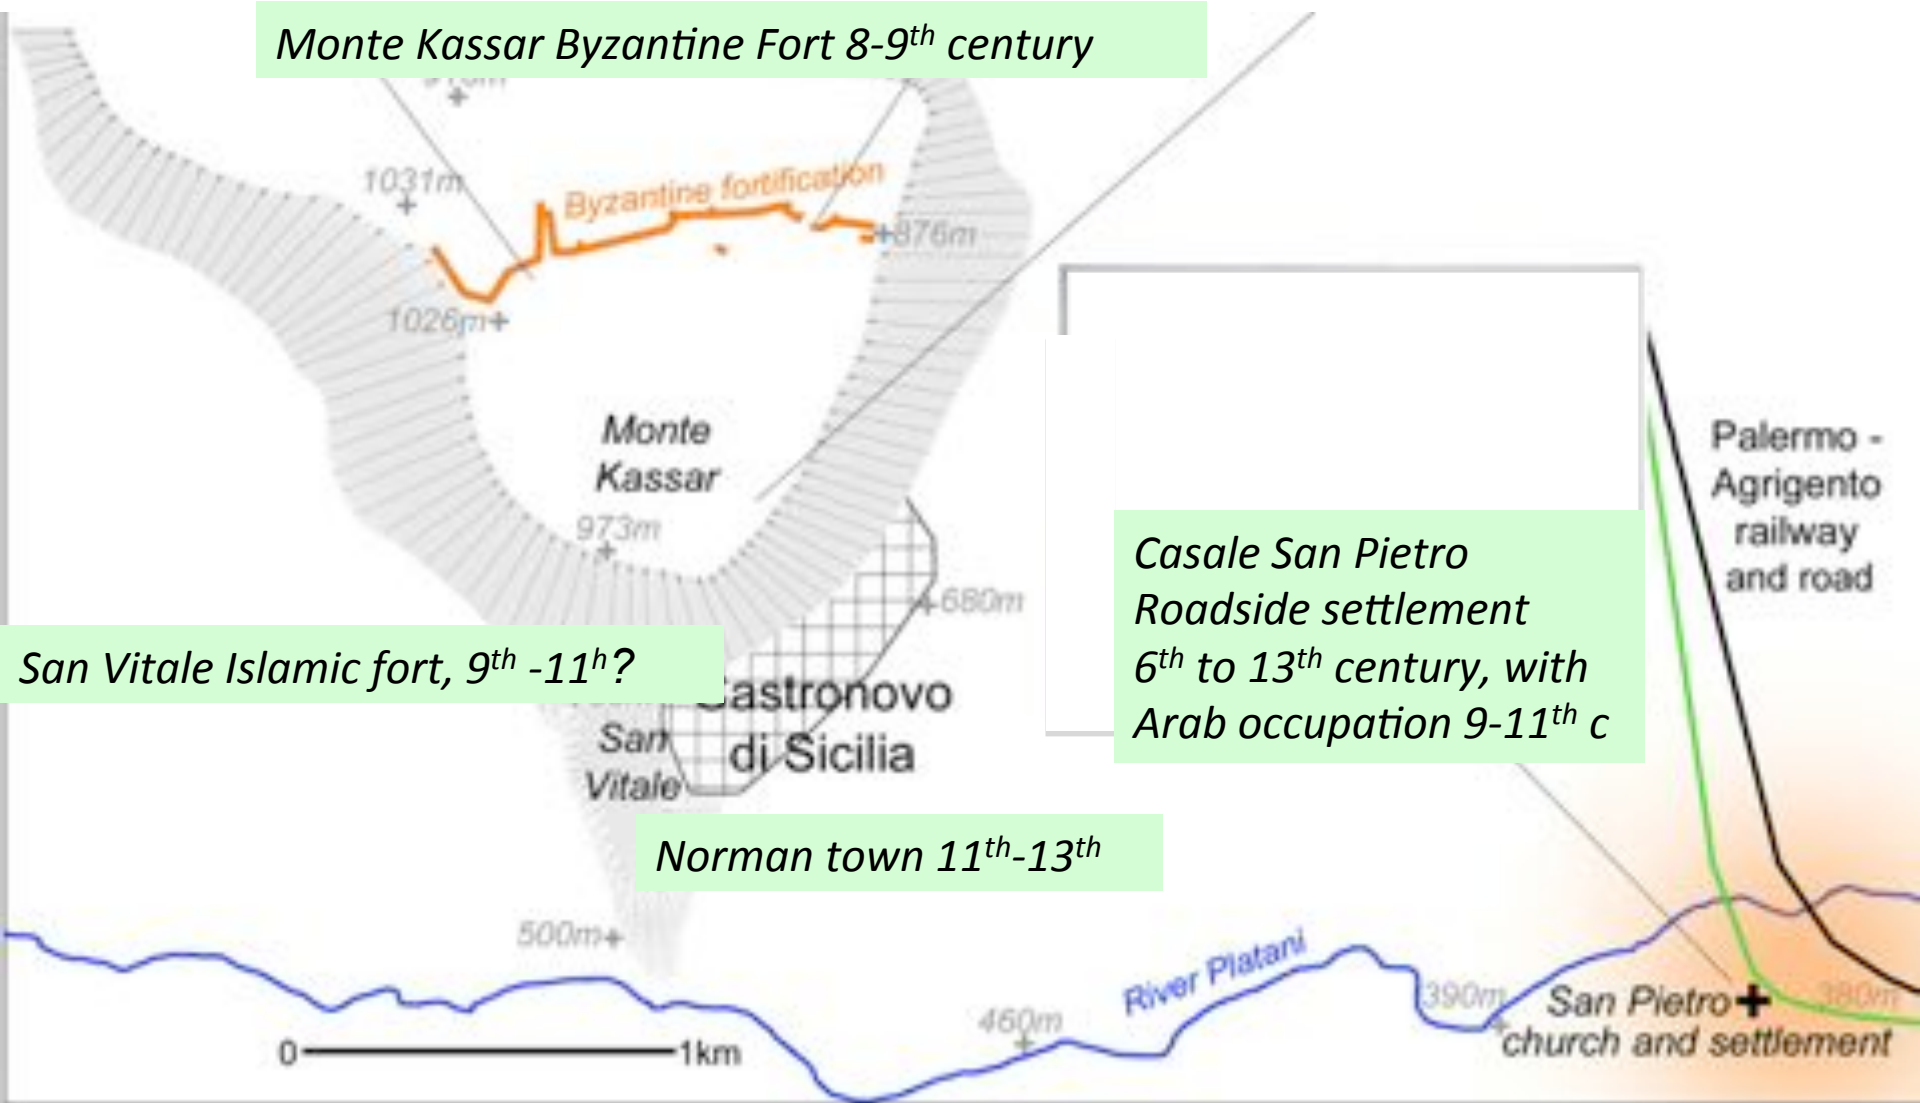 Monte Kassar Byzantine Fort 8-9th century
1031m
Byzantine fortification
876m
1026m
Monte
Kassar
973m
Palermo -
Agrigento
railway
and road
Casale San Pietro
Roadside settlement
6th to 13th century, with
Arab occupation 9-11th c
680m
San Vitale Islamic fort, 9th -11h?
di Sicilia
San
Vitale
Norman town 11th-13th
500m
River Platani
390m
San Pietro
380m
church and settlement
460m
0
1km